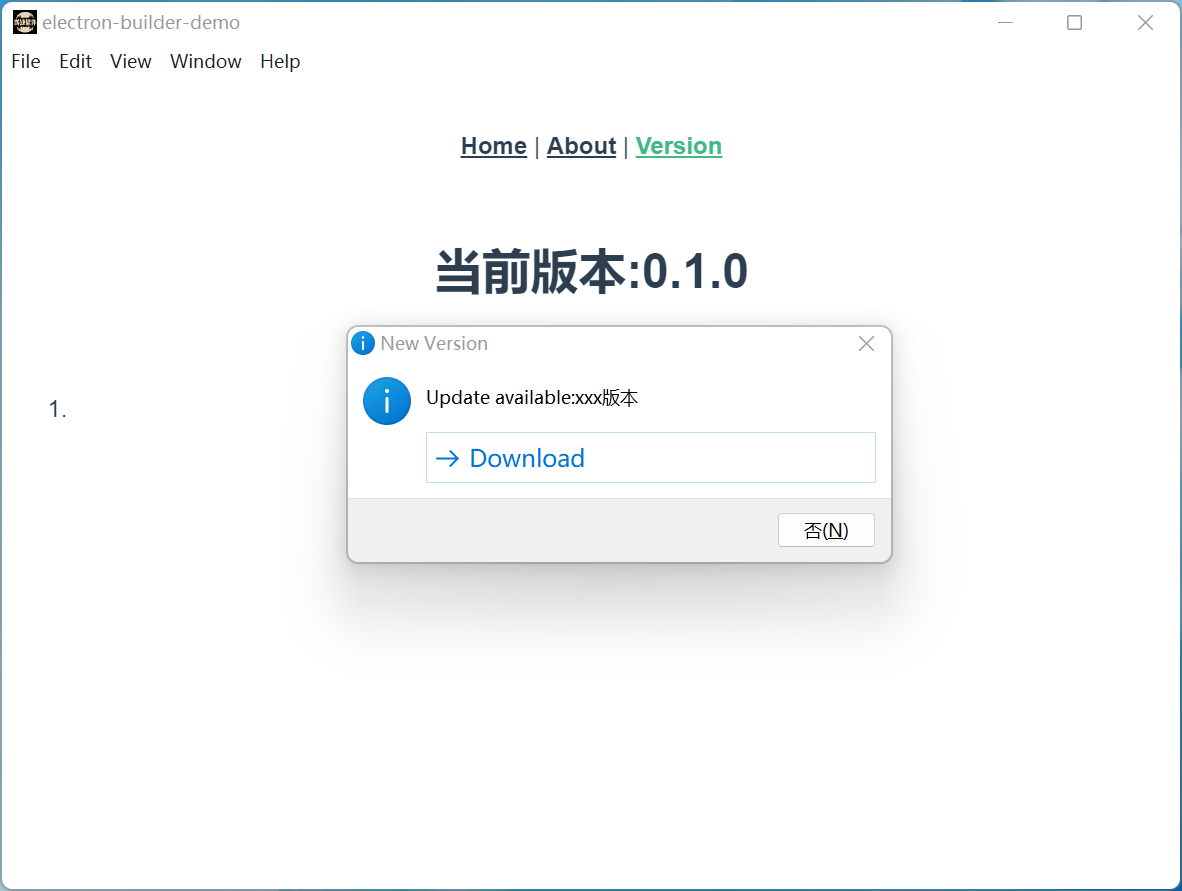 electron-builder-demo
File Edit View Window Help
Home | About | Version
当前版本:0.1.0
New Version
Update available:xxx版本
1.
→ Download
否(N)